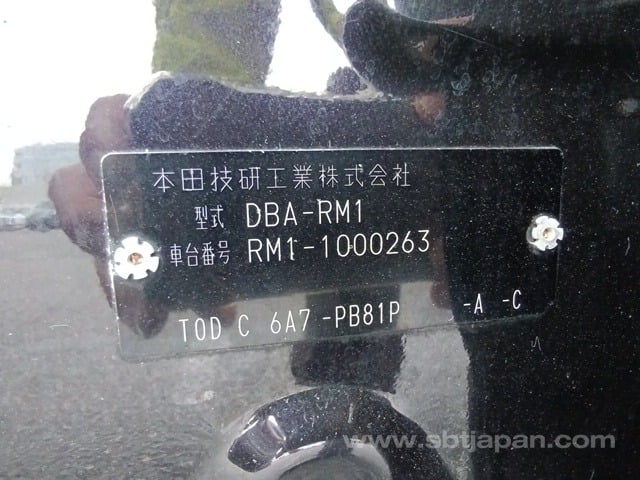 本田技研工業株式会社
型式 DBA-RM1
車台番号 RM1-1000263
TOD C 6A7 -PB81P -A -C
www.sbtjapan.com